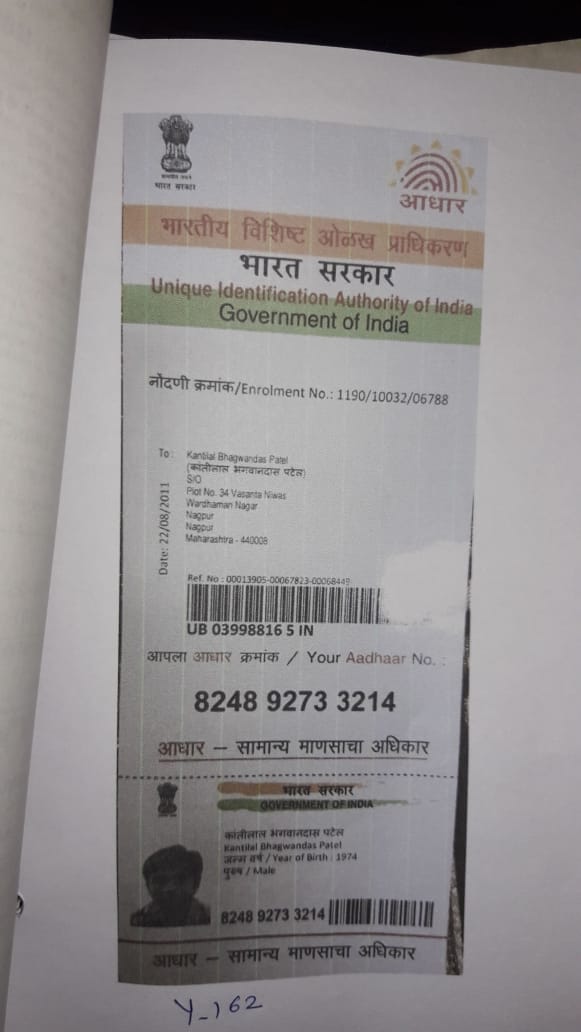 भारत सरकार
आधार
भारतीय विशिष्ट ओळख प्राधिकरण
भारत सरकार
Unique Identification Authority of India
Government of India
नोंदणी क्रमांक/Enrolment No.: 1190/10032/06788
To:
Kantilal Bhagwandas Patel
(कांतीलाल भगवानदास पटेल)
S/O
Plot No. 34 Vasanta Niwas
Wardhaman Nagar
Nagpur
Nagpur
Maharashtra - 440008
Date: 22/08/2011
Ref. No : 00013905-00067823-00068449
UB 03998816 5 IN
आपला आधार क्रमांक / Your Aadhaar No. :
8248 9273 3214
आधार – सामान्य माणसाचा अधिकार
भारत सरकार
GOVERNMENT OF INDIA
कांतीलाल भगवानदास पटेल
Kantilal Bhagwandas Patel
जन्म वर्ष / Year of Birth : 1974
पुरुष / Male
8248 9273 3214
आधार – सामान्य माणसाचा अधिकार
Y-162